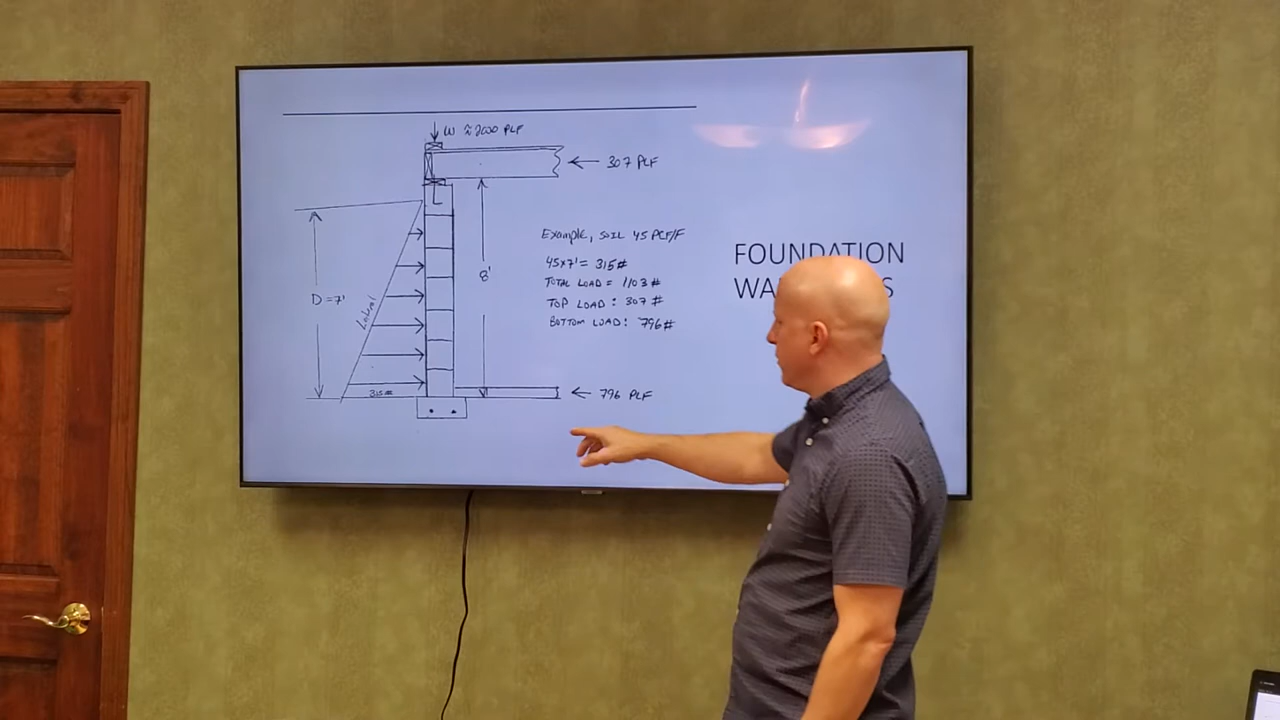 W ≈ 2000 PLF
← 307 PLF
Example, SOIL 45 PCF/F
45x7' = 315#
TOTAL LOAD = 1103 #
TOP LOAD: 307 #
BOTTOM LOAD: 796#
D = 7'
Lateral
8'
315#
← 796 PLF
FOUNDATION